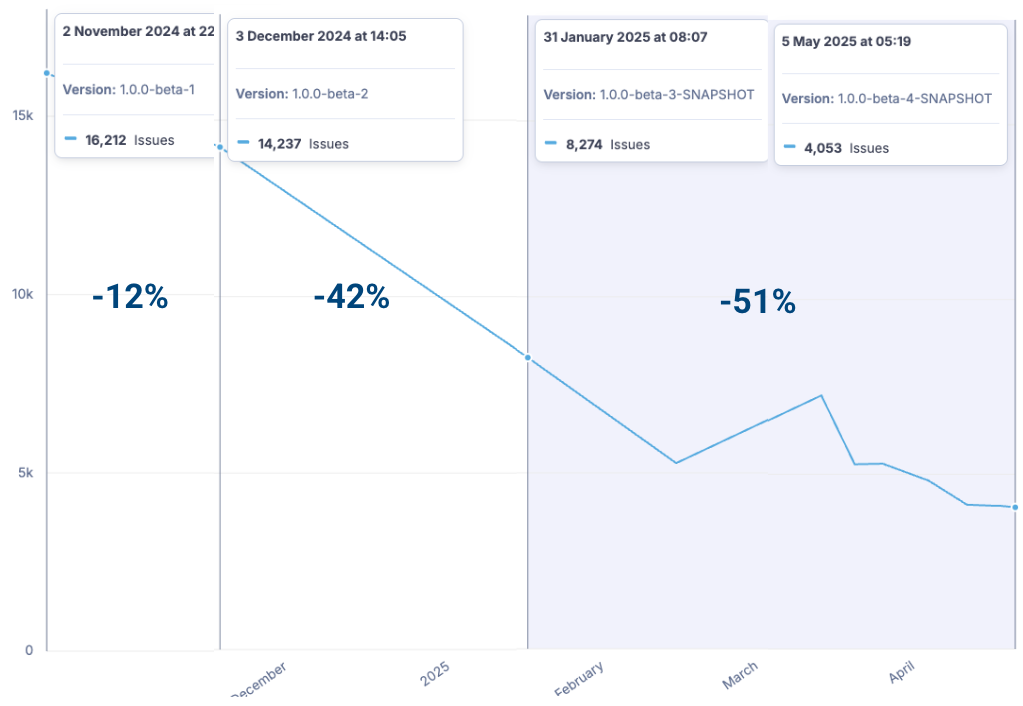 2 November 2024 at 22
Version: 1.0.0-beta-1
16,212 Issues
3 December 2024 at 14:05
Version: 1.0.0-beta-2
14,237 Issues
31 January 2025 at 08:07
Version: 1.0.0-beta-3-SNAPSHOT
8,274 Issues
5 May 2025 at 05:19
Version: 1.0.0-beta-4-SNAPSHOT
4,053 Issues
15k
10k
5k
0
-12%
-42%
-51%
December
2025
February
March
April